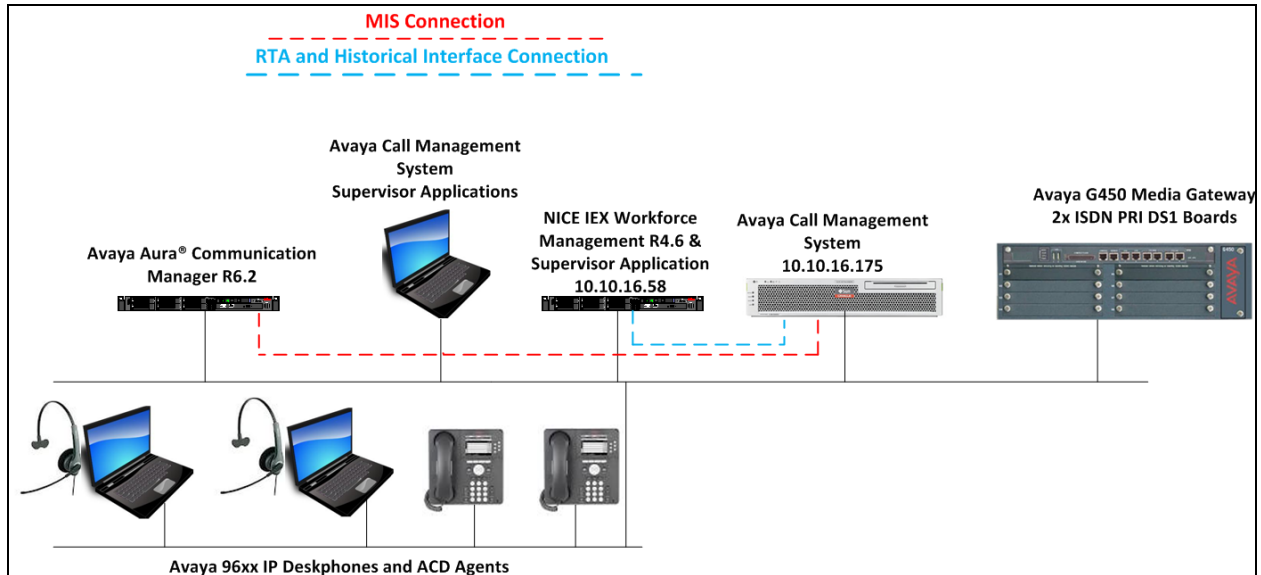 MIS Connection
RTA and Historical Interface Connection
Avaya Call Management
System
Supervisor Applications
Avaya Aura® Communication
Manager R6.2
NICE IEX Workforce
Management R4.6 &
Supervisor Application
10.10.16.58
Avaya Call Management
System
10.10.16.175
Avaya G450 Media Gateway
2x ISDN PRI DS1 Boards
AVAYA
Avaya 96xx IP Deskphones and ACD Agents